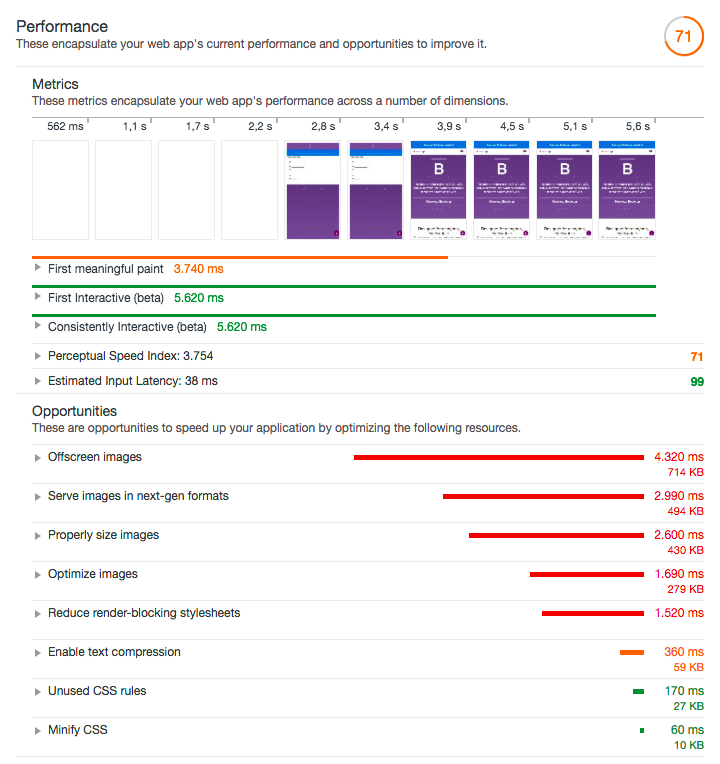 Performance
71
These encapsulate your web app's current performance and opportunities to improve it.
Metrics
These metrics encapsulate your web app's performance across a number of dimensions.
562 ms 1,1 s 1,7 s 2,2 s 2,8 s 3,4 s 3,9 s 4,5 s 5,1 s 5,6 s
B B B B
First meaningful paint 3.740 ms
First Interactive (beta) 5.620 ms
Consistently Interactive (beta) 5.620 ms
Perceptual Speed Index: 3.754 71
Estimated Input Latency: 38 ms 99
Opportunities
These are opportunities to speed up your application by optimizing the following resources.
Offscreen images 4.320 ms
714 KB
Serve images in next-gen formats 2.990 ms
494 KB
Properly size images 2.600 ms
430 KB
Optimize images 1.690 ms
279 KB
Reduce render-blocking stylesheets 1.520 ms
Enable text compression 360 ms
59 KB
Unused CSS rules 170 ms
27 KB
Minify CSS 60 ms
10 KB